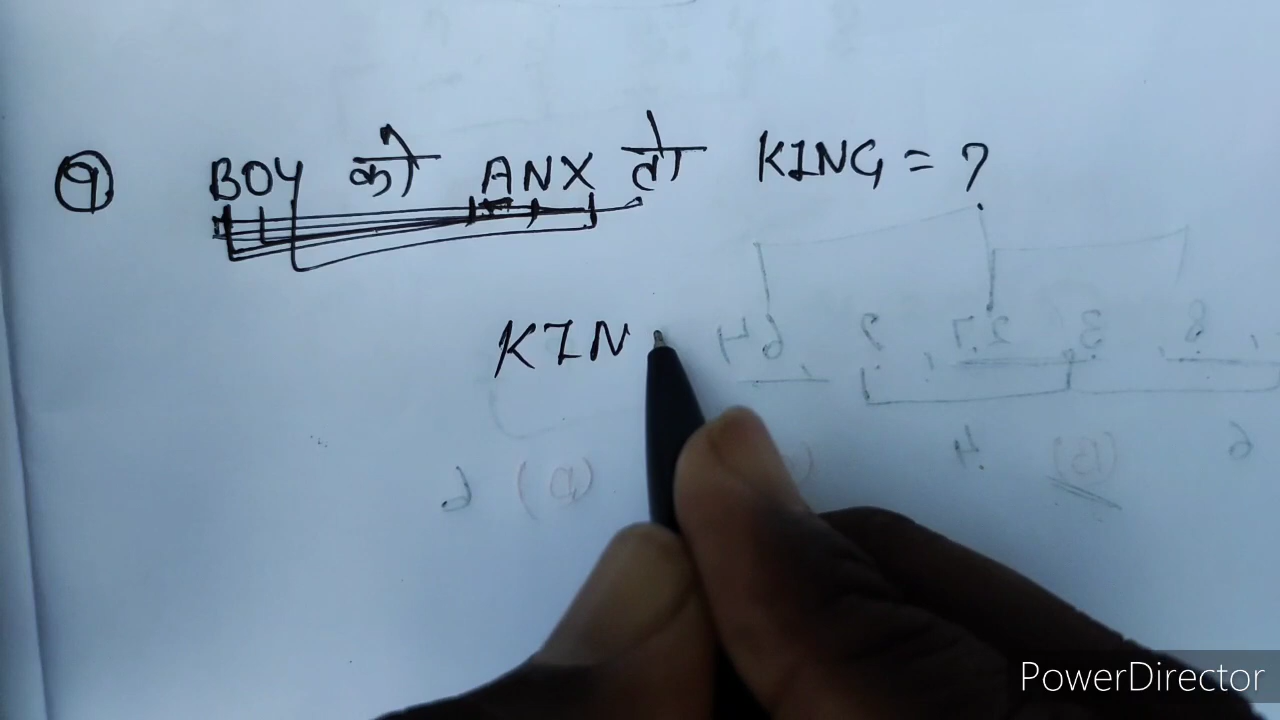 9 BOY को ANX तो KING = ?
KIN
PowerDirector